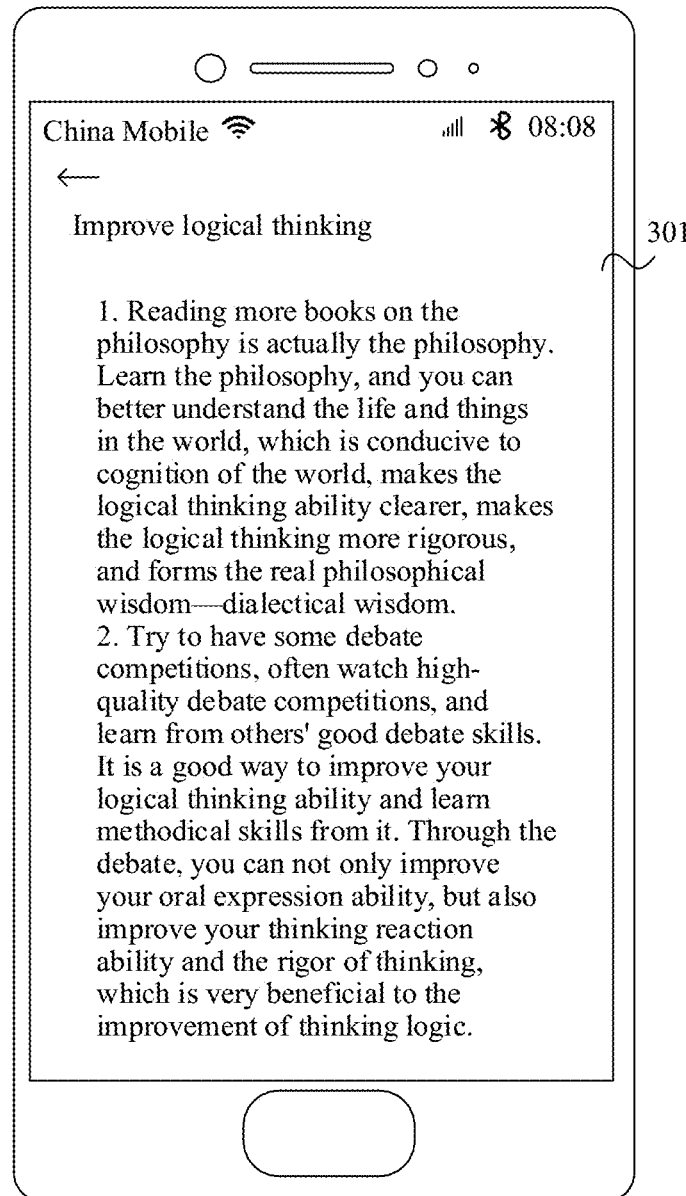 China Mobile 08:08
Improve logical thinking
301
1. Reading more books on the
philosophy is actually the philosophy.
Learn the philosophy, and you can
better understand the life and things
in the world, which is conducive to
cognition of the world, makes the
logical thinking ability clearer, makes
the logical thinking more rigorous,
and forms the real philosophical
wisdom—dialectical wisdom.
2. Try to have some debate
competitions, often watch high-
quality debate competitions, and
learn from others' good debate skills.
It is a good way to improve your
logical thinking ability and learn
methodical skills from it. Through the
debate, you can not only improve
your oral expression ability, but also
improve your thinking reaction
ability and the rigor of thinking,
which is very beneficial to the
improvement of thinking logic.